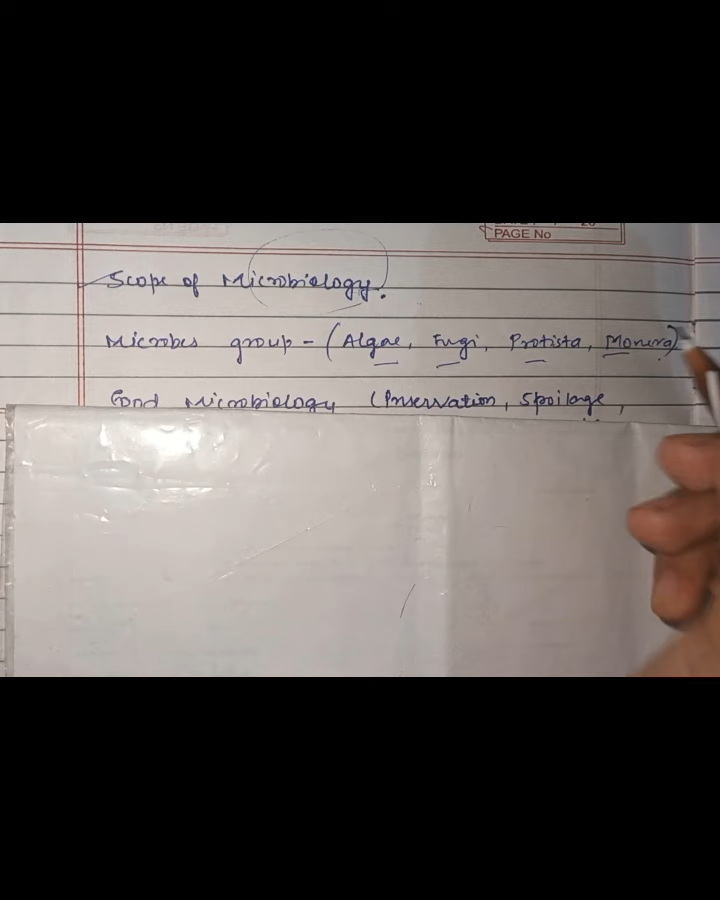 PAGE No
Scope of Microbiology.
Microbes group - (Algae, Fugi, Protista, Monera)
Food Microbiology (Preservation, Spoilage,